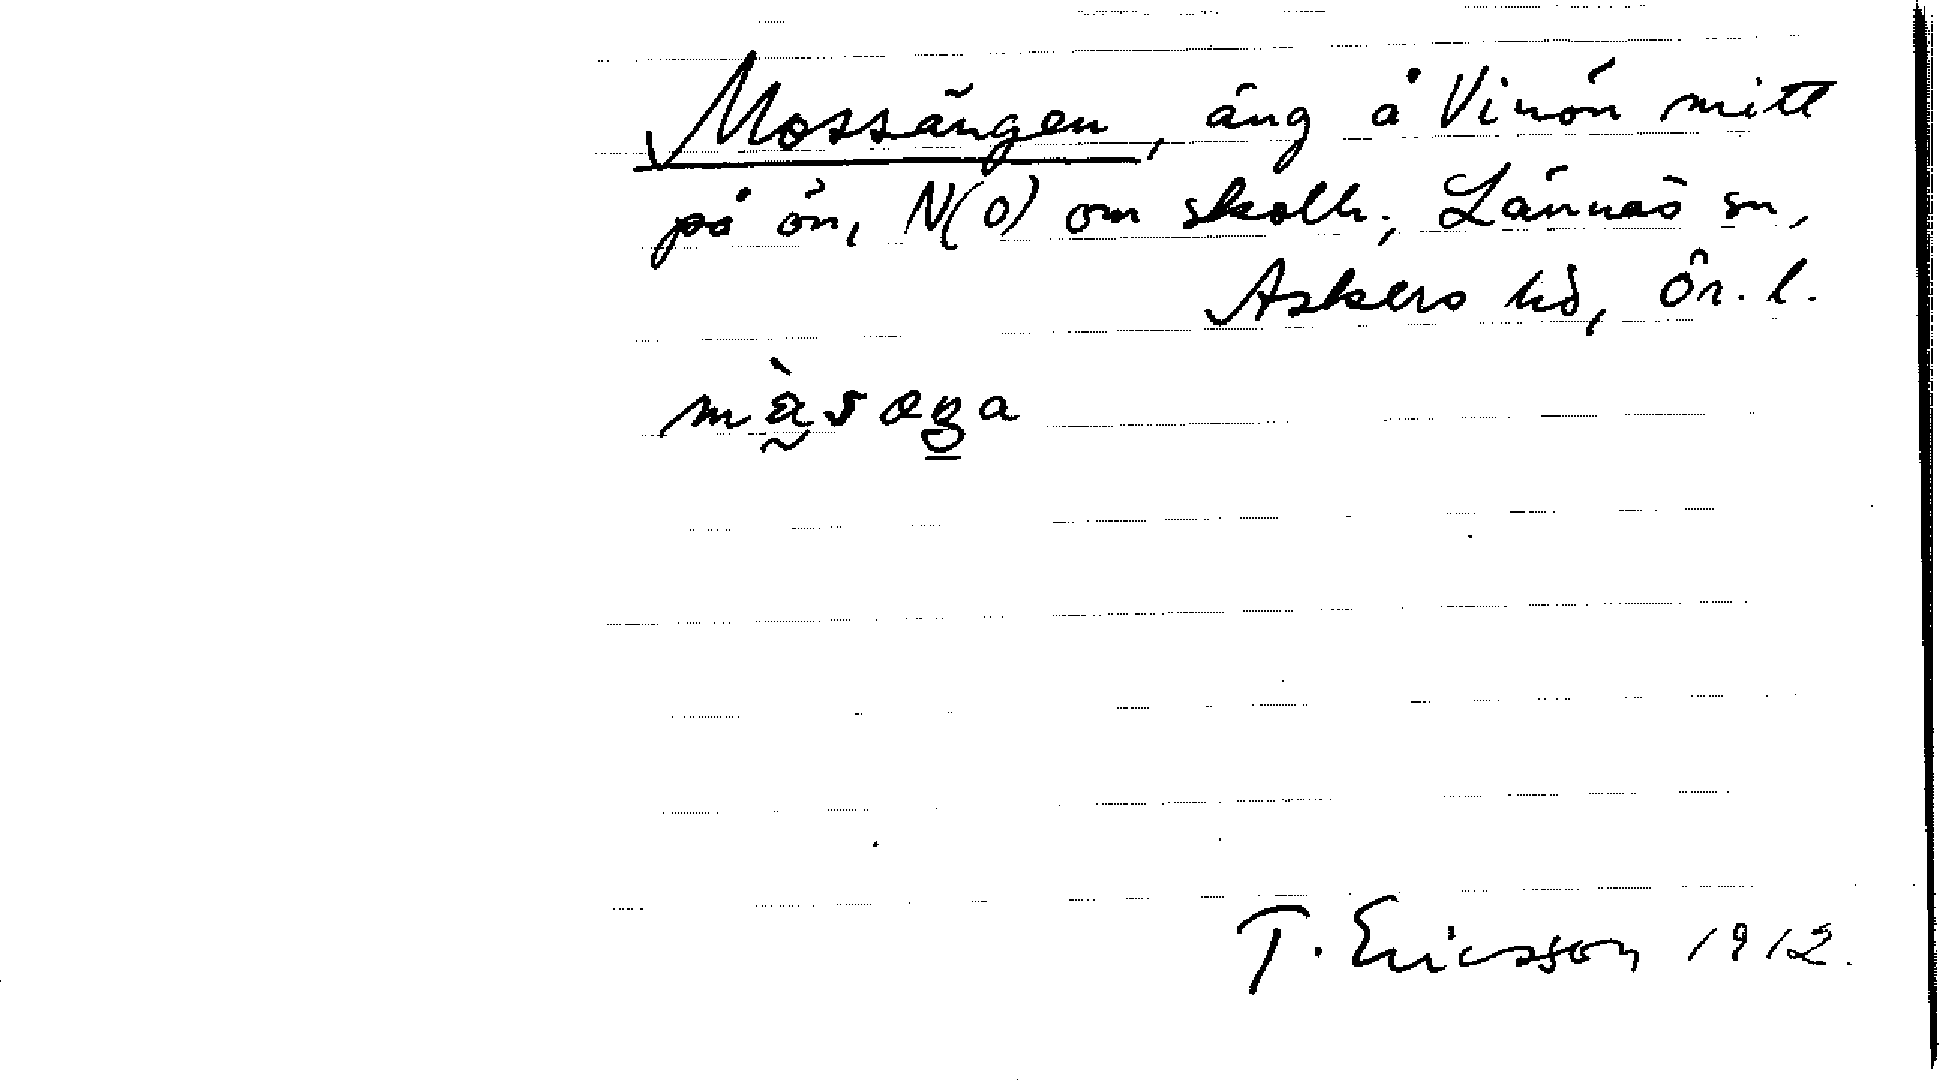 Mossängen, äng å Vinön mitt
på ön, N(O) om skolh., Lännäs sn,
Askers hd, Ör. l.
T. Ericsson 1912.